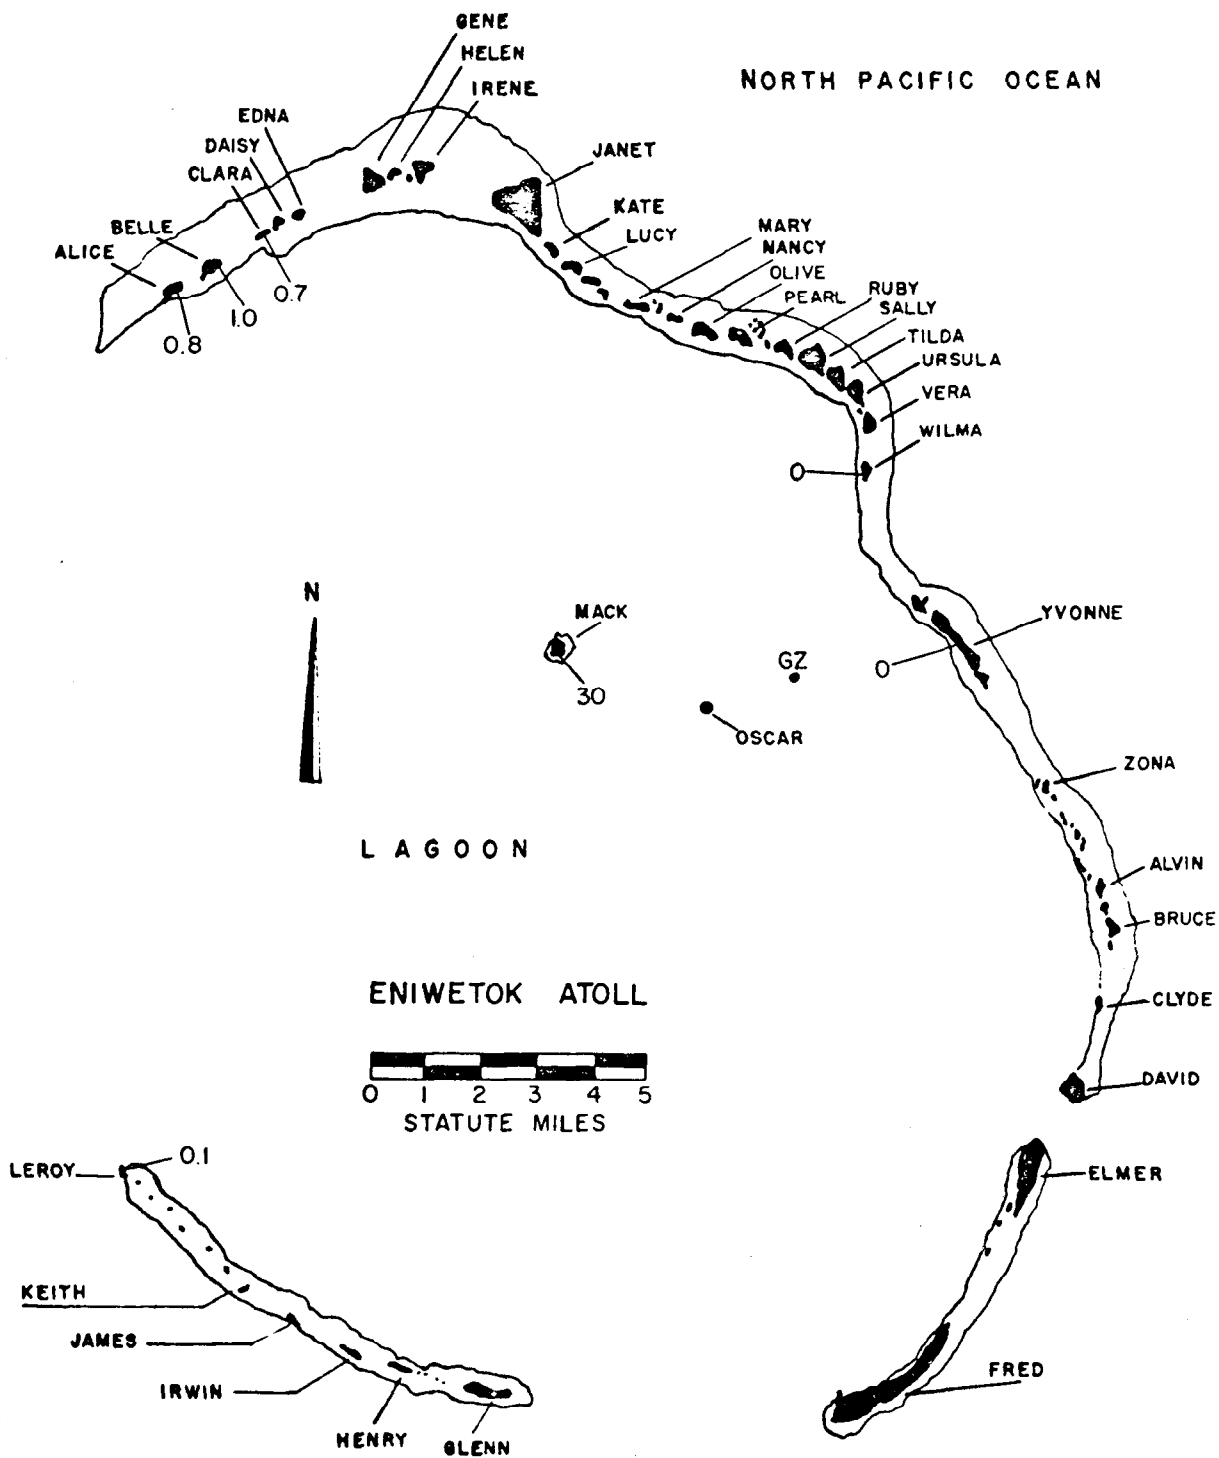 GENE
HELEN
IRENE
NORTH PACIFIC OCEAN
EDNA
DAISY
CLARA
BELLE
ALICE
0.8
1.0
0.7
JANET
KATE
LUCY
MARY
NANCY
OLIVE
PEARL
RUBY
SALLY
TILDA
URSULA
VERA
WILMA
0
N
MACK
30
GZ
OSCAR
YVONNE
0
ZONA
LAGOON
ALVIN
BRUCE
ENIWETOK ATOLL
0 1 2 3 4 5
STATUTE MILES
CLYDE
DAVID
LEROY
0.1
ELMER
KEITH
JAMES
IRWIN
HENRY
GLENN
FRED